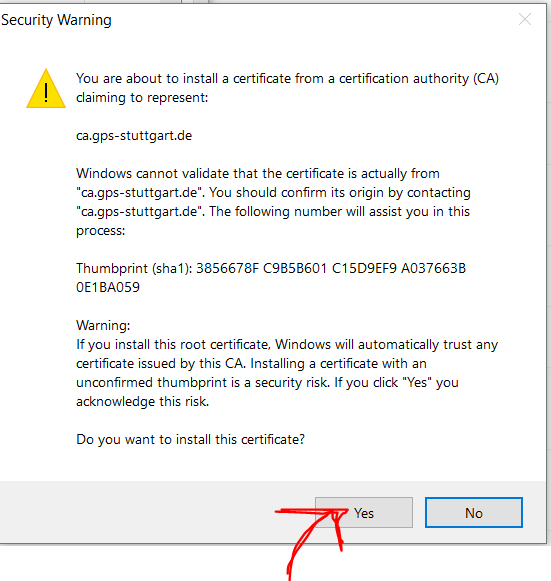 Security Warning
You are about to install a certificate from a certification authority (CA)
claiming to represent:
ca.gps-stuttgart.de
Windows cannot validate that the certificate is actually from
"ca.gps-stuttgart.de". You should confirm its origin by contacting
"ca.gps-stuttgart.de". The following number will assist you in this
process:
Thumbprint (sha1): 3856678F C9B5B601 C15D9EF9 A037663B
0E1BA059
Warning:
If you install this root certificate, Windows will automatically trust any
certificate issued by this CA. Installing a certificate with an
unconfirmed thumbprint is a security risk. If you click "Yes" you
acknowledge this risk.
Do you want to install this certificate?
Yes
No